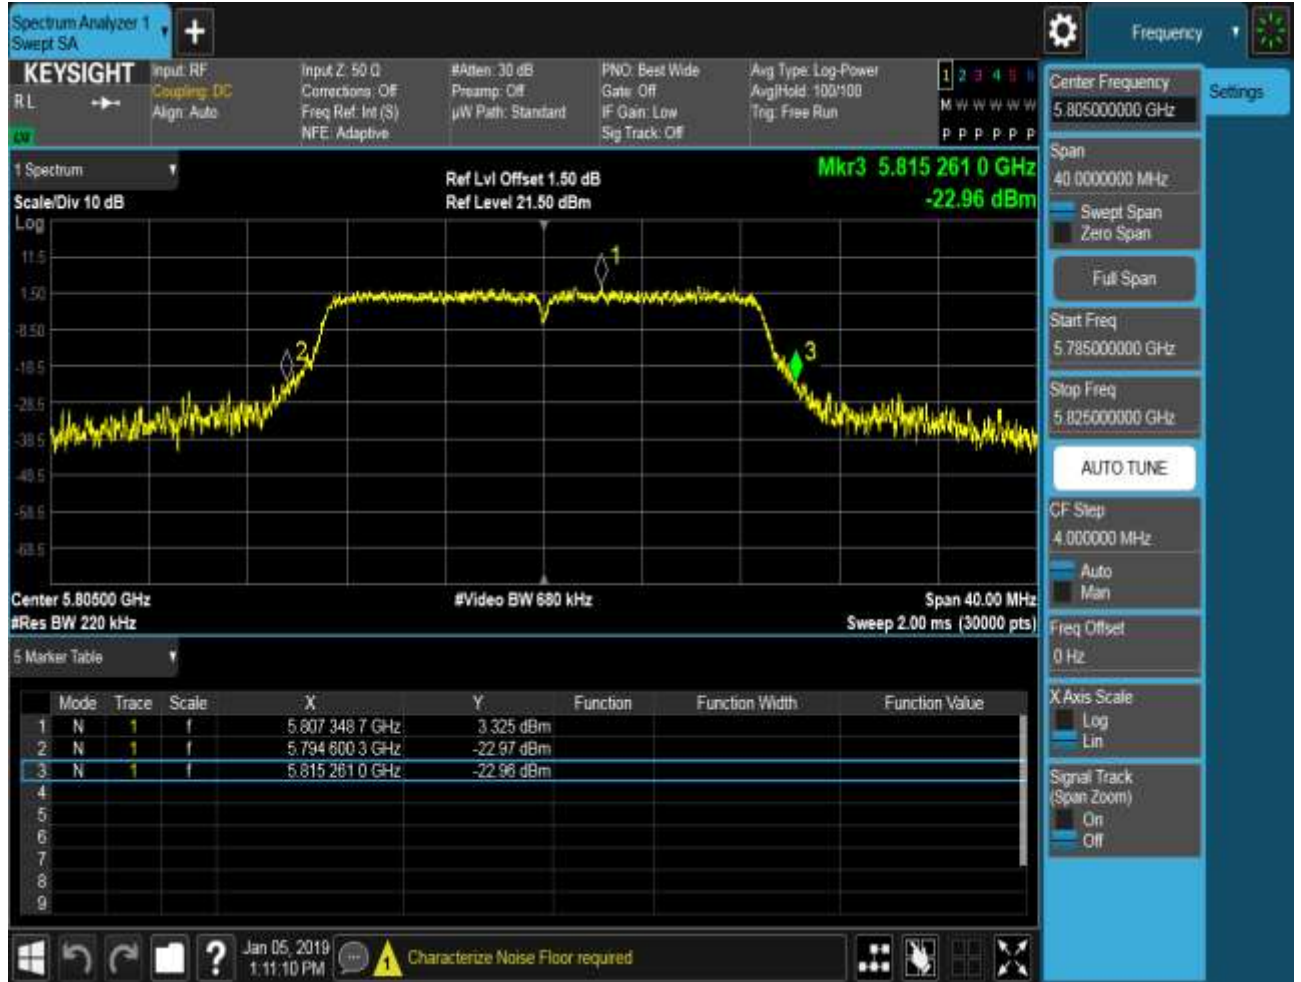 Spectrum Analyzer 1
Swept SA
Frequency
KEYSIGHT
RL
Input: RF
Coupling: DC
Align: Auto
Input Z: 50 Ω
Corrections: Off
Freq Ref: Int (S)
NFE: Adaptive
#Atten: 30 dB
Preamp: Off
µW Path: Standard
PNO: Best Wide
Gate: Off
IF Gain: Low
Sig Track: Off
Avg Type: Log-Power
Avg|Hold: 100/100
Trig: Free Run
1 2 3 4 5 6
M W W W W W
P P P P P P
1 Spectrum
Scale/Div 10 dB
Ref Lvl Offset 1.50 dB
Ref Level 21.50 dBm
Mkr3 5.815 261 0 GHz
-22.96 dBm
Log
11.5
1.50
-8.50
-18.5
-28.5
-38.5
-48.5
-58.5
-68.5
1
2
3
Center 5.80500 GHz
#Video BW 680 kHz
Span 40.00 MHz
#Res BW 220 kHz
Sweep 2.00 ms (30000 pts)
5 Marker Table
Mode Trace Scale X Y Function Function Width Function Value
1 N 1 f 5.807 348 7 GHz 3.325 dBm
2 N 1 f 5.794 600 3 GHz -22.97 dBm
3 N 1 f 5.815 261 0 GHz -22.96 dBm
4
5
6
7
8
9
Center Frequency
5.805000000 GHz
Settings
Span
40.0000000 MHz
Swept Span
Zero Span
Full Span
Start Freq
5.785000000 GHz
Stop Freq
5.825000000 GHz
AUTO TUNE
CF Step
4.000000 MHz
Auto
Man
Freq Offset
0 Hz
X Axis Scale
Log
Lin
Signal Track
(Span Zoom)
On
Off
?
Jan 05, 2019
1:11:10 PM
1
Characterize Noise Floor required